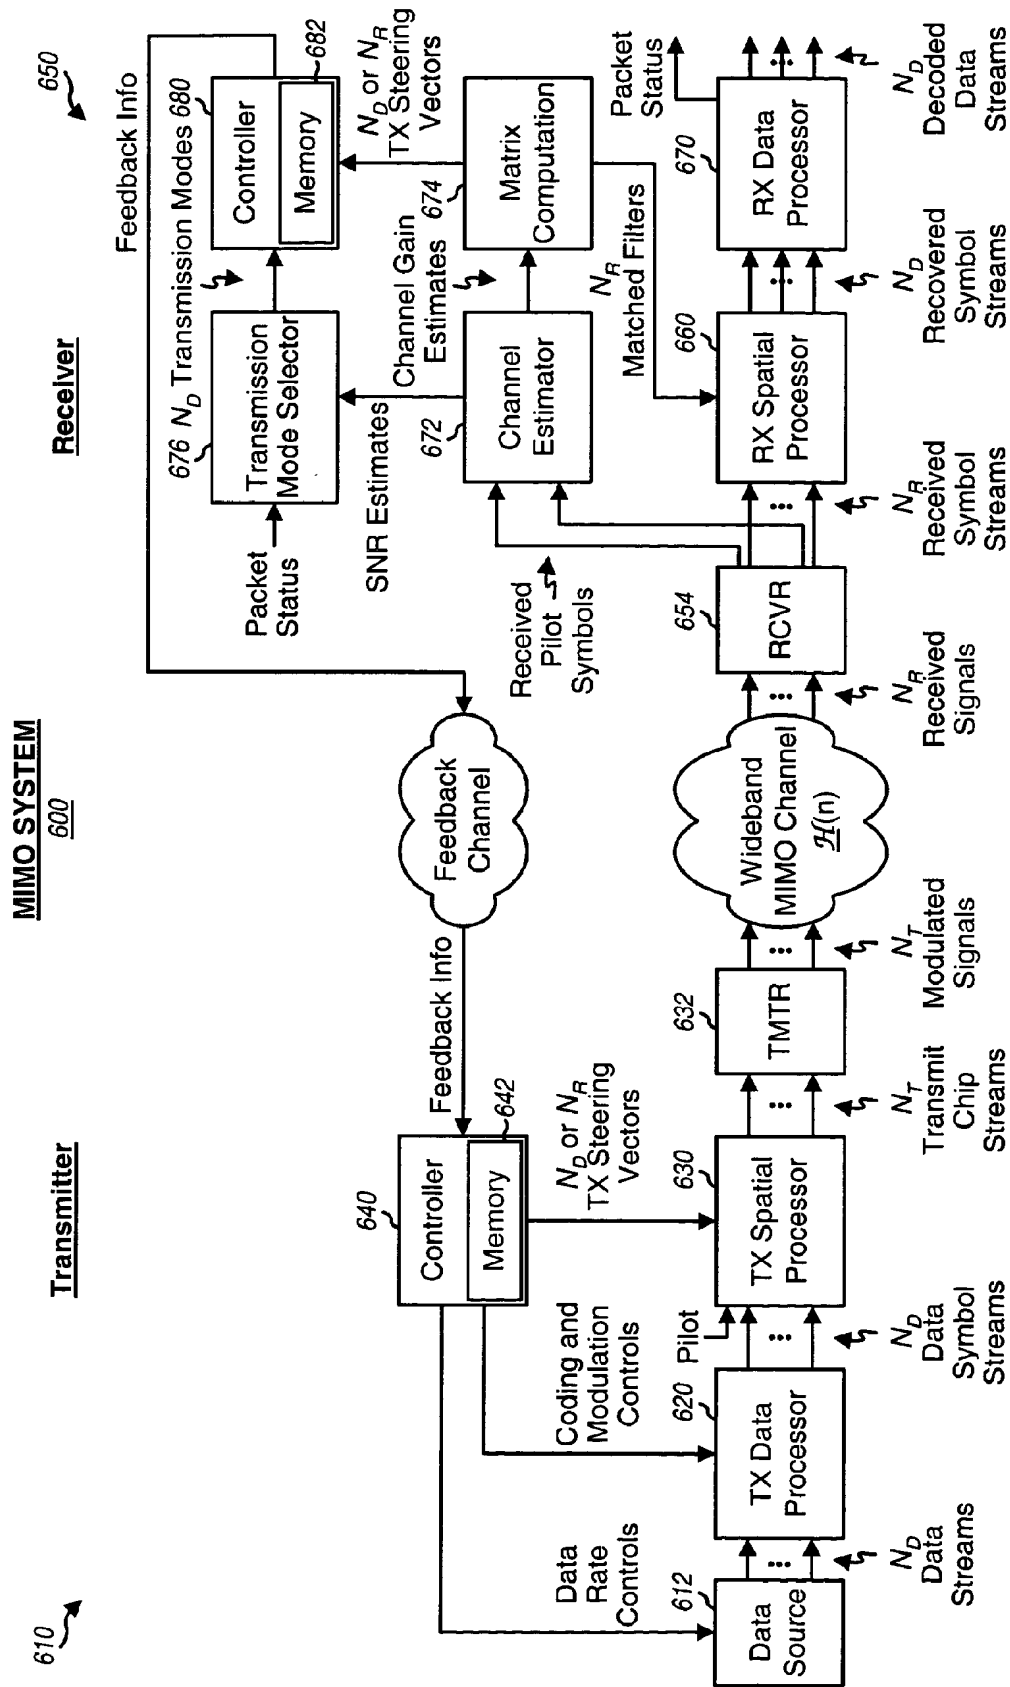 MIMO SYSTEM
600
610
Transmitter
Receiver
650
Feedback Info
Feedback
Channel
Feedback Info
676
Transmission
Mode Selector
Packet
Status
N_D Transmission Modes
680
Controller
Memory
682
SNR Estimates
N_D or N_R
TX Steering
Vectors
640
Controller
Memory
642
672
Channel
Estimator
Channel Gain
Estimates
674
Matrix
Computation
Received
Pilot
Symbols
N_R
Matched Filters
Data
Rate
Controls
Coding and
Modulation
Controls
N_D or N_R
TX Steering
Vectors
Pilot
612
Data
Source
...
N_D
Data
Streams
620
TX Data
Processor
...
N_D
Data
Symbol
Streams
630
TX Spatial
Processor
...
N_T
Transmit
Chip
Streams
632
TMTR
...
N_T
Modulated
Signals
Wideband
MIMO Channel
ℋ(n)
...
N_R
Received
Signals
654
RCVR
...
N_R
Received
Symbol
Streams
660
RX Spatial
Processor
...
N_D
Recovered
Symbol
Streams
670
RX Data
Processor
Packet
Status
...
N_D
Decoded
Data
Streams